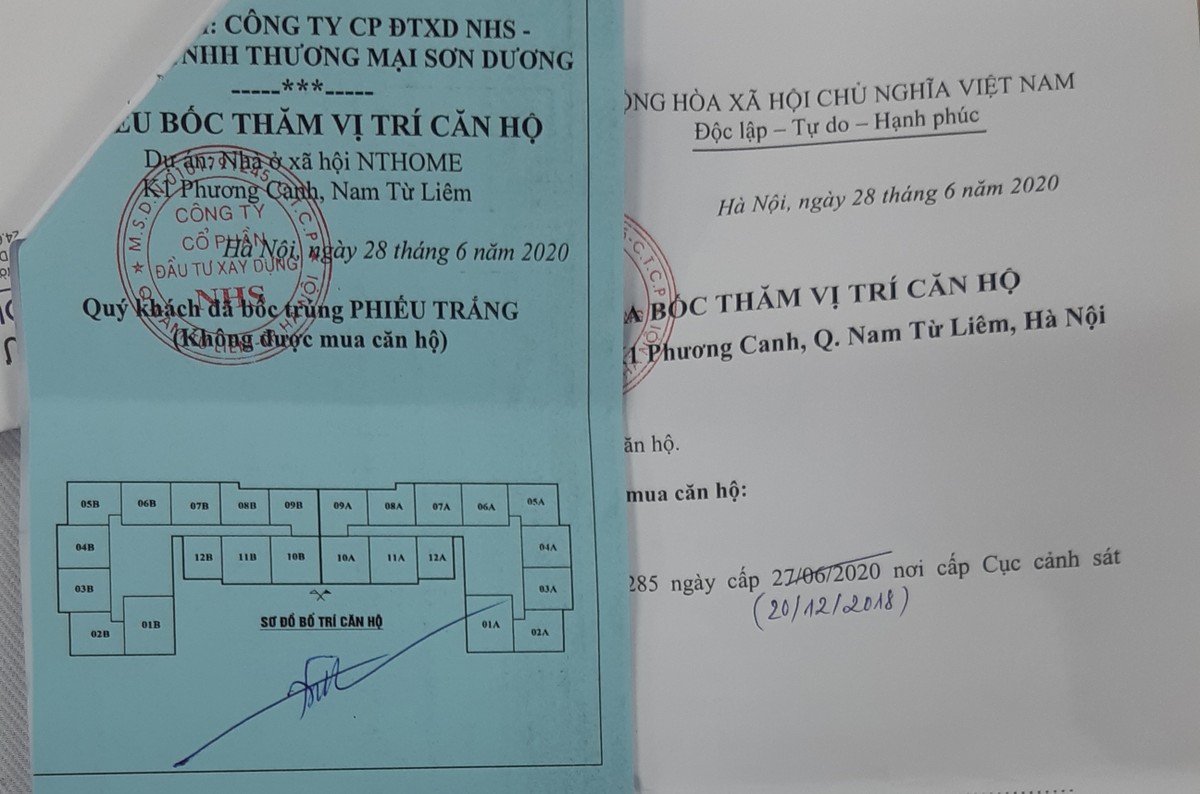 CÔNG TY CP ĐTXD NHS -
THƯƠNG MẠI SƠN DƯƠNG
-----***-----
BỐC THĂM VỊ TRÍ CĂN HỘ
Dự án: Nhà ở xã hội NTHOME
K1 Phương Canh, Nam Từ Liêm
Hà Nội, ngày 28 tháng 6 năm 2020
CÔNG TY
CỔ PHẦN
ĐẦU TƯ XÂY DỰNG
NHS
Quý khách đã bốc trúng PHIẾU TRẮNG
(Không được mua căn hộ)
05B 06B 07B 08B 09B 09A 08A 07A 06A 05A
04B 12B 11B 10B 10A 11A 12A 04A
03B 03A
02B 01B 01A 02A
SƠ ĐỒ BỐ TRÍ CĂN HỘ
HÒA XÃ HỘI CHỦ NGHĨA VIỆT NAM
Độc lập – Tự do – Hạnh phúc
Hà Nội, ngày 28 tháng 6 năm 2020
BỐC THĂM VỊ TRÍ CĂN HỘ
Phương Canh, Q. Nam Từ Liêm, Hà Nội
căn hộ.
mua căn hộ:
285 ngày cấp 27/06/2020 nơi cấp Cục cảnh sát
(20/12/2018)